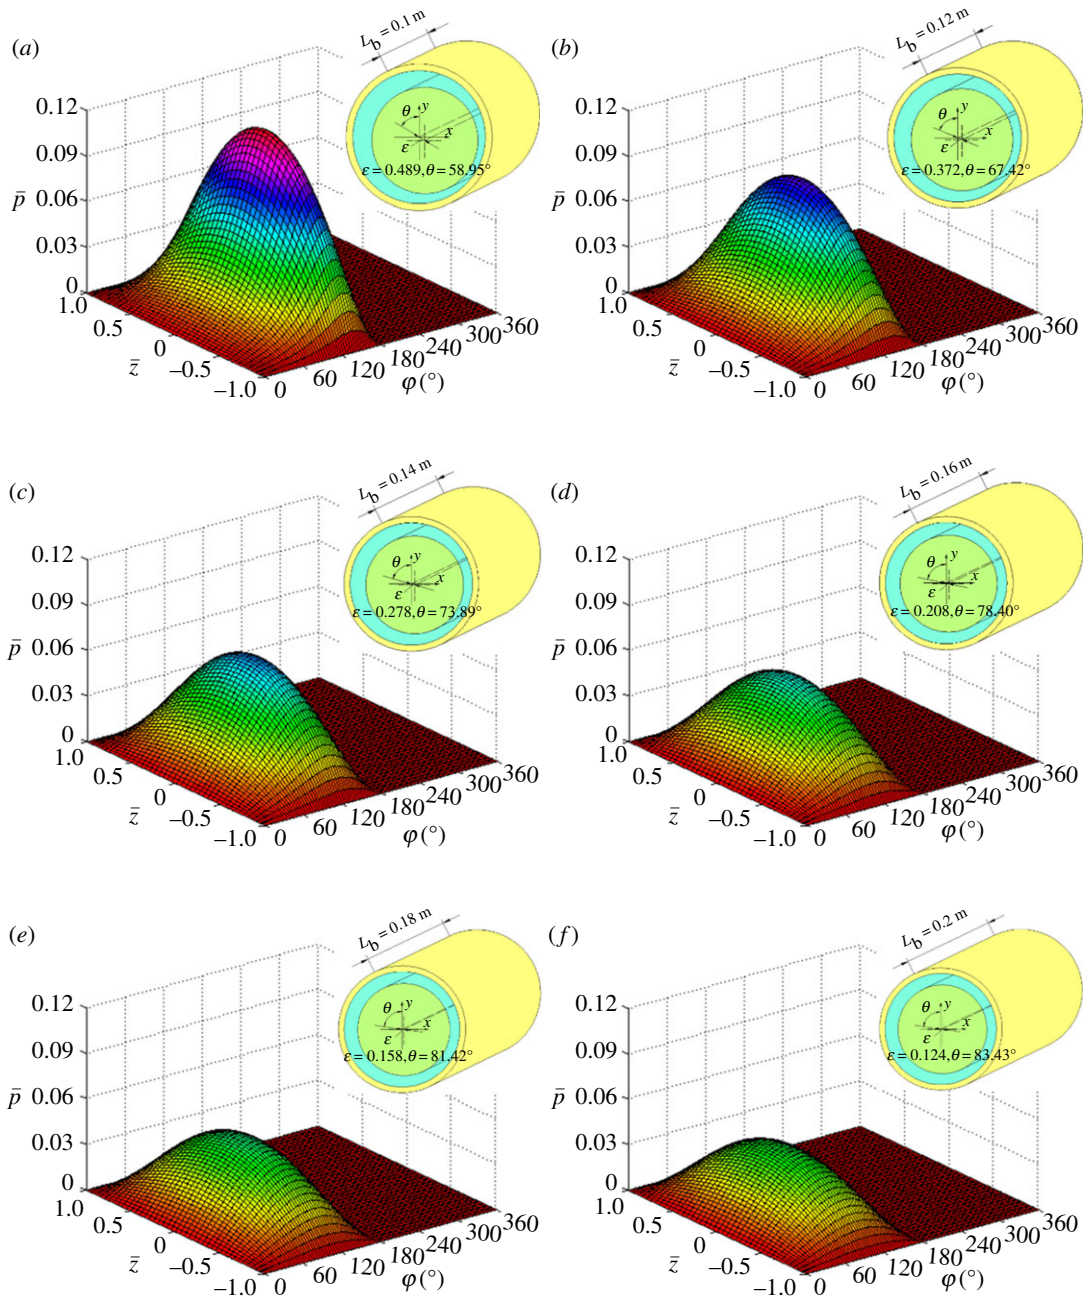 (a)
L_b = 0.1 m
0.12
0.09
p̄ 0.06
0.03
0
θ y
x
ε
ε = 0.489, θ = 58.95°
1.0
0.5
0
z̄ −0.5
−1.0
0 60 120 180 240 300 360
φ (°)
(b)
L_b = 0.12 m
0.12
0.09
p̄ 0.06
0.03
0
θ y
x
ε
ε = 0.372, θ = 67.42°
1.0
0.5
0
z̄ −0.5
−1.0
0 60 120 180 240 300 360
φ (°)
(c)
L_b = 0.14 m
0.12
0.09
p̄ 0.06
0.03
0
θ y
x
ε
ε = 0.278, θ = 73.89°
1.0
0.5
0
z̄ −0.5
−1.0
0 60 120 180 240 300 360
φ (°)
(d)
L_b = 0.16 m
0.12
0.09
p̄ 0.06
0.03
0
θ y
x
ε
ε = 0.208, θ = 78.40°
1.0
0.5
0
z̄ −0.5
−1.0
0 60 120 180 240 300 360
φ (°)
(e)
L_b = 0.18 m
0.12
0.09
p̄ 0.06
0.03
0
θ y
x
ε
ε = 0.158, θ = 81.42°
1.0
0.5
0
z̄ −0.5
−1.0
0 60 120 180 240 300 360
φ (°)
(f)
L_b = 0.2 m
0.12
0.09
p̄ 0.06
0.03
0
θ y
x
ε
ε = 0.124, θ = 83.43°
1.0
0.5
0
z̄ −0.5
−1.0
0 60 120 180 240 300 360
φ (°)